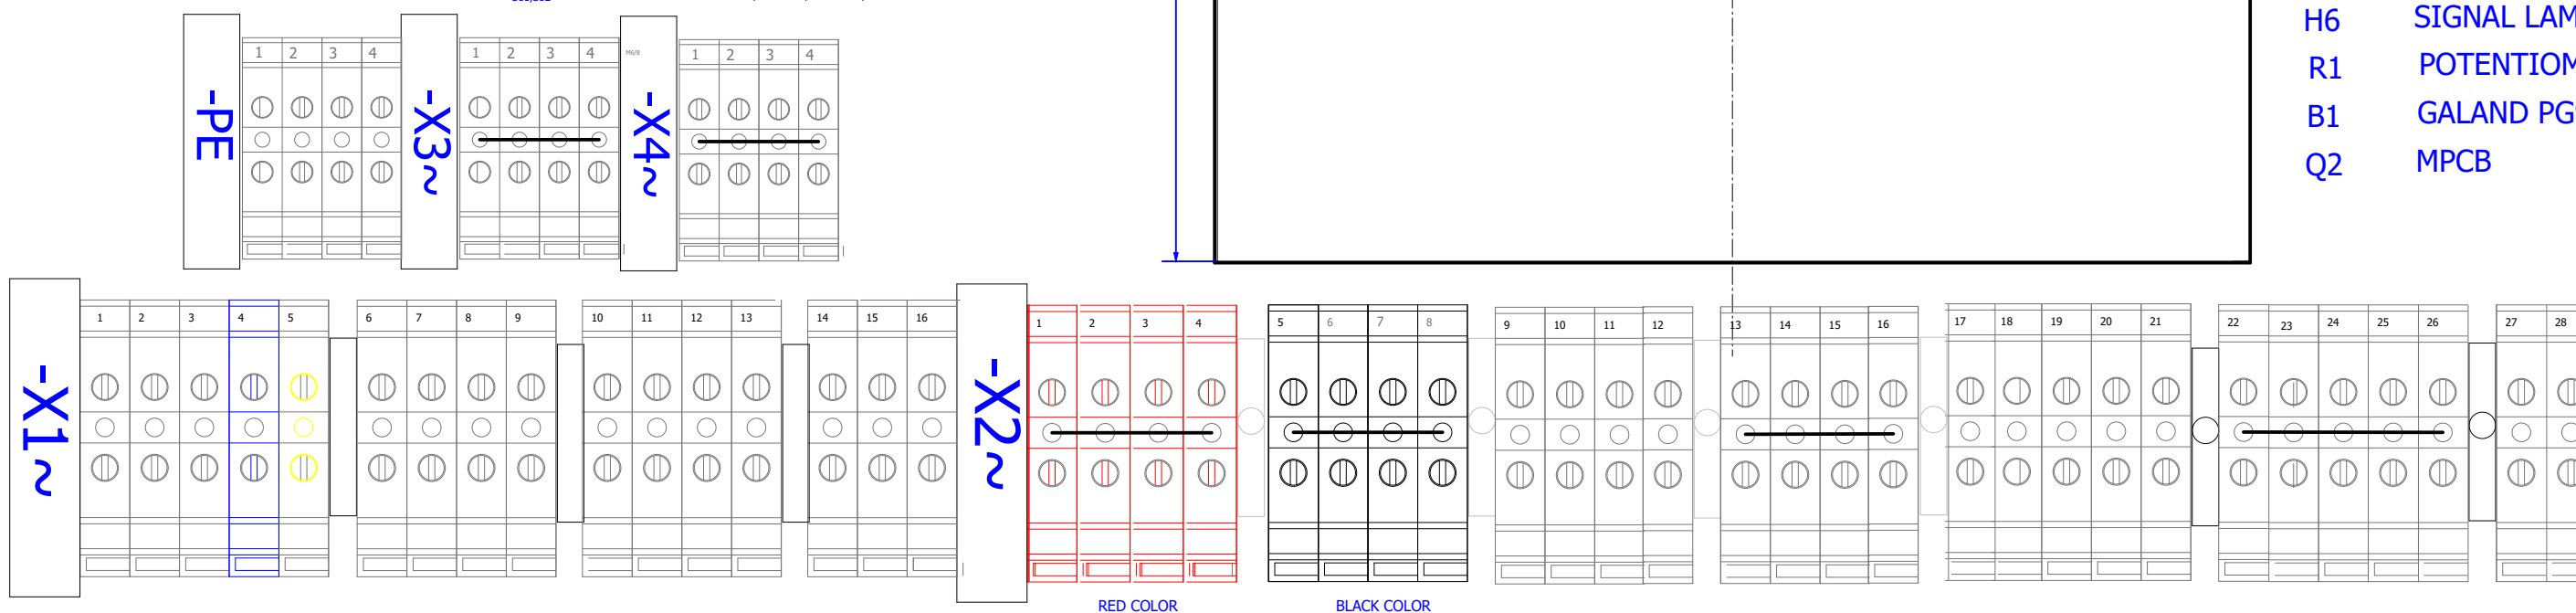 H6 SIGNAL LAM
R1 POTENTIOM
B1 GALAND PG
Q2 MPCB
-PE
1 2 3 4
-X3~
1 2 3 4
M6/8
-X4~
1 2 3 4
-X1~
1 2 3 4 5
6 7 8 9
10 11 12 13
14 15 16
-X2~
1 2 3 4
5 6 7 8
9 10 11 12
13 14 15 16
17 18 19 20 21
22 23 24 25 26
27 28
RED COLOR
BLACK COLOR